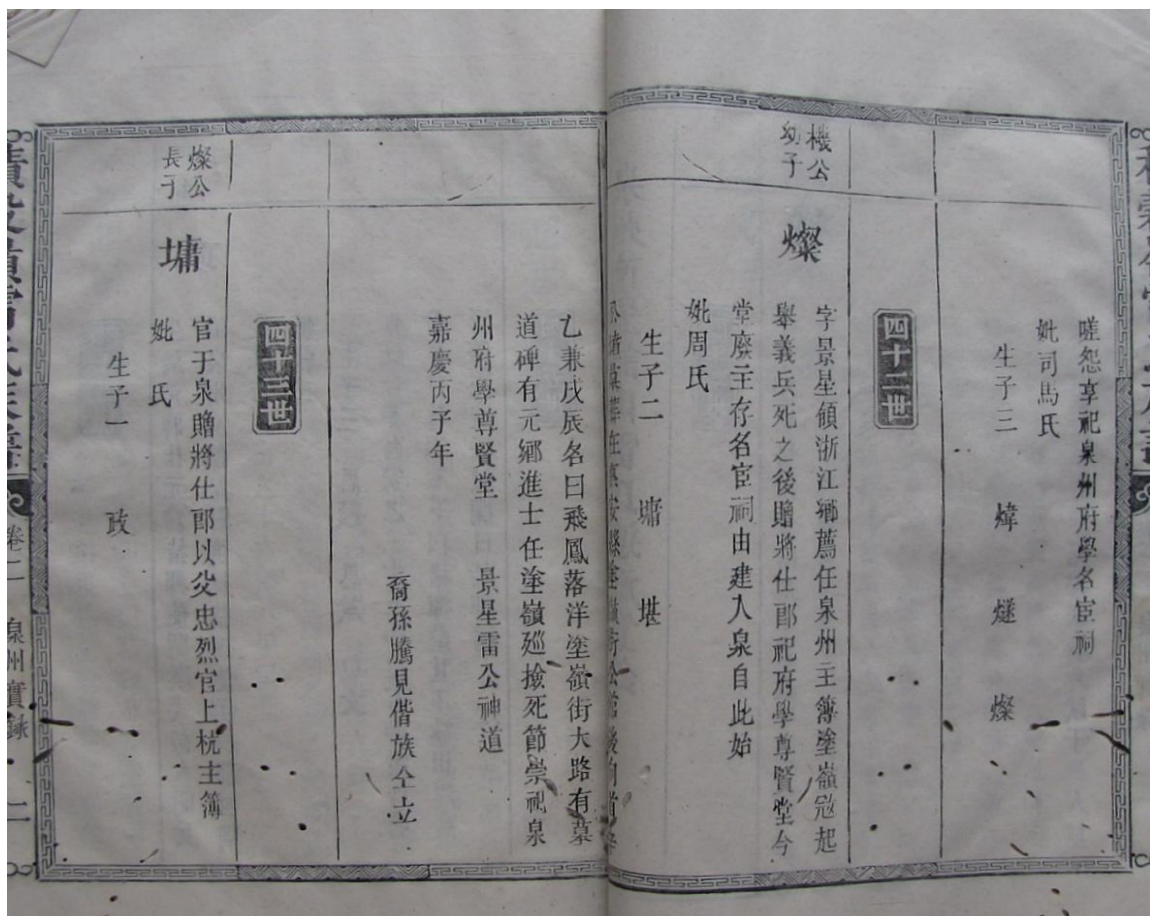 嗟怨享祀泉州府學名宦祠
妣司馬氏
生子三 煒 燧 燦
四十二世
機公
幼子
燦
字景星領浙江鄉薦任泉州主簿塗嶺寇起
舉義兵死之後贈將仕郎祀府學尊賢堂今
堂廢主存名宦祠由建入泉自此始
妣周氏
生子二 墉 堪
乙兼戌辰名曰飛鳳落洋塗嶺街大路有墓
道碑有元鄉進士任塗嶺廵撿死節崇祀泉
州府學尊賢堂 景星雷公神道
嘉慶丙子年
裔孫騰見偕族仝立
四十三世
燦公
長子
墉
官于泉贈將仕郎以父忠烈官上杭主簿
妣 氏
生子一 政
卷二 泉州實錄 二